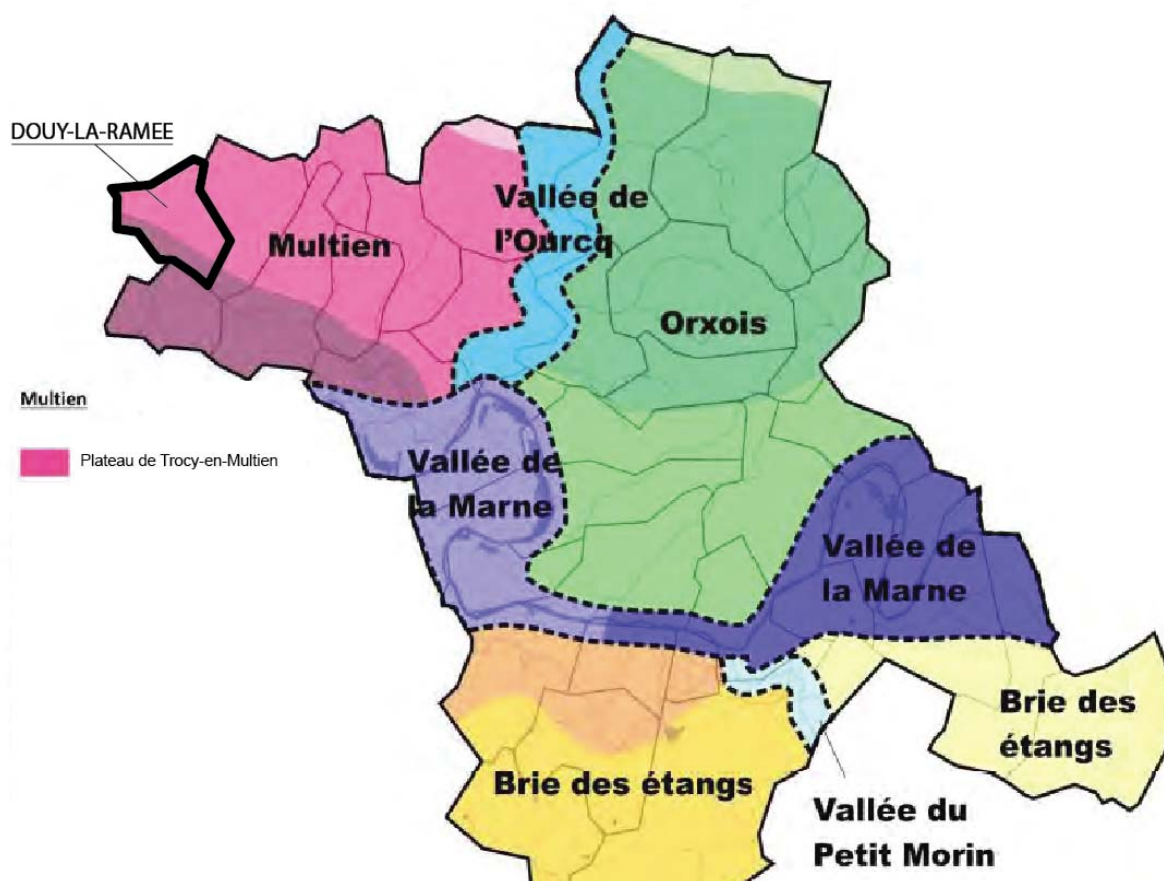 DOUY-LA-RAMEE
Multien
Vallée de
l'Ourcq
Orxois
Multien
Plateau de Trocy-en-Multien
Vallée de
la Marne
Vallée de
la Marne
Brie des
étangs
Brie des étangs
Vallée du
Petit Morin